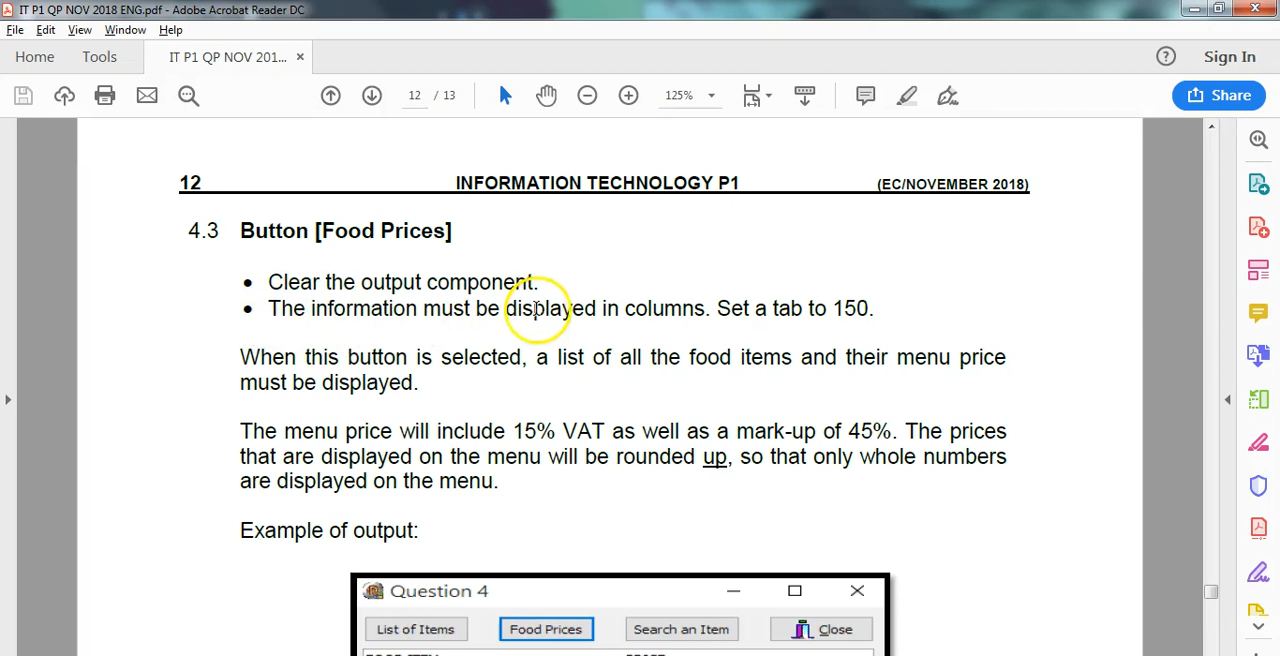 IT P1 QP NOV 2018 ENG.pdf - Adobe Acrobat Reader DC
File Edit View Window Help
Home Tools IT P1 QP NOV 201... × Sign In
12 / 13 125% Share
12 INFORMATION TECHNOLOGY P1 (EC/NOVEMBER 2018)
4.3 Button [Food Prices]
• Clear the output component.
• The information must be displayed in columns. Set a tab to 150.
When this button is selected, a list of all the food items and their menu price
must be displayed.
The menu price will include 15% VAT as well as a mark-up of 45%. The prices
that are displayed on the menu will be rounded up, so that only whole numbers
are displayed on the menu.
Example of output:
Question 4
List of Items Food Prices Search an Item Close